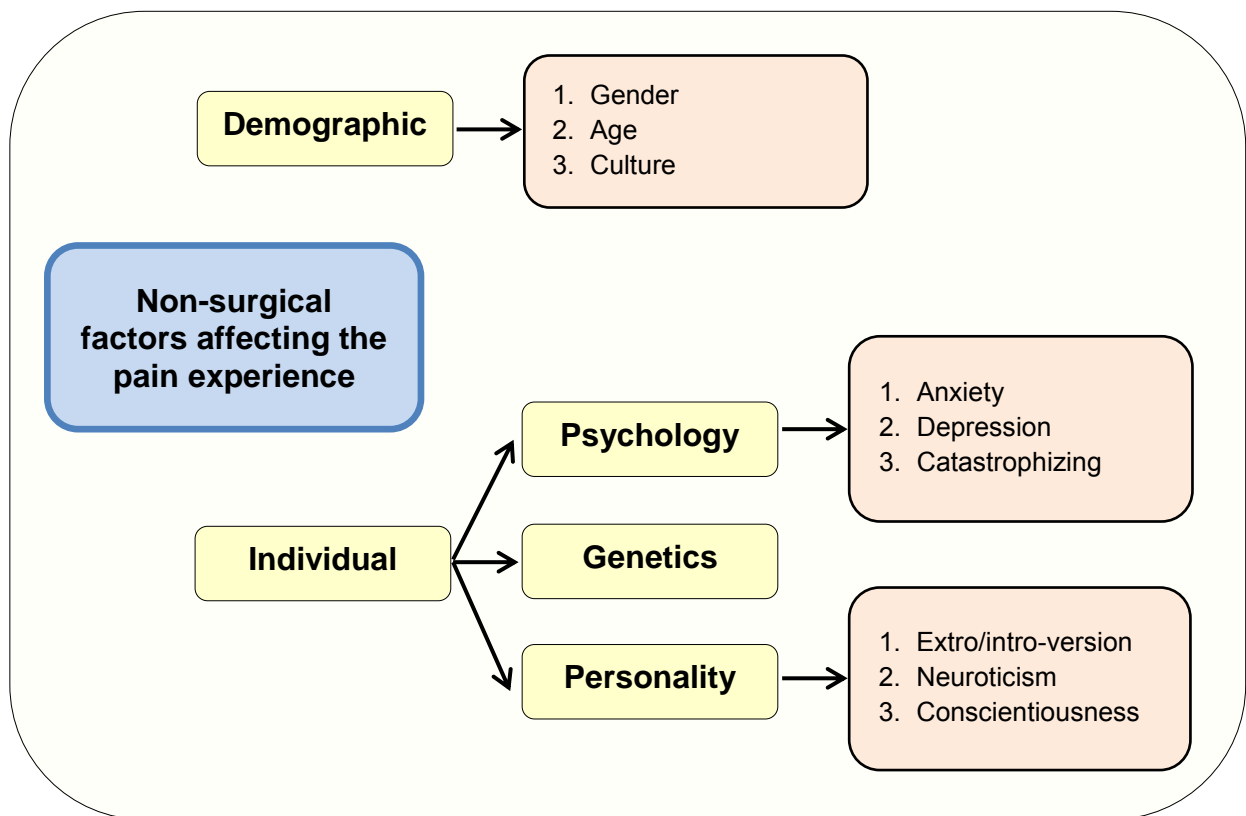 Demographic
1. Gender
2. Age
3. Culture
Non-surgical
factors affecting the
pain experience
Individual
Psychology
1. Anxiety
2. Depression
3. Catastrophizing
Genetics
Personality
1. Extro/intro-version
2. Neuroticism
3. Conscientiousness